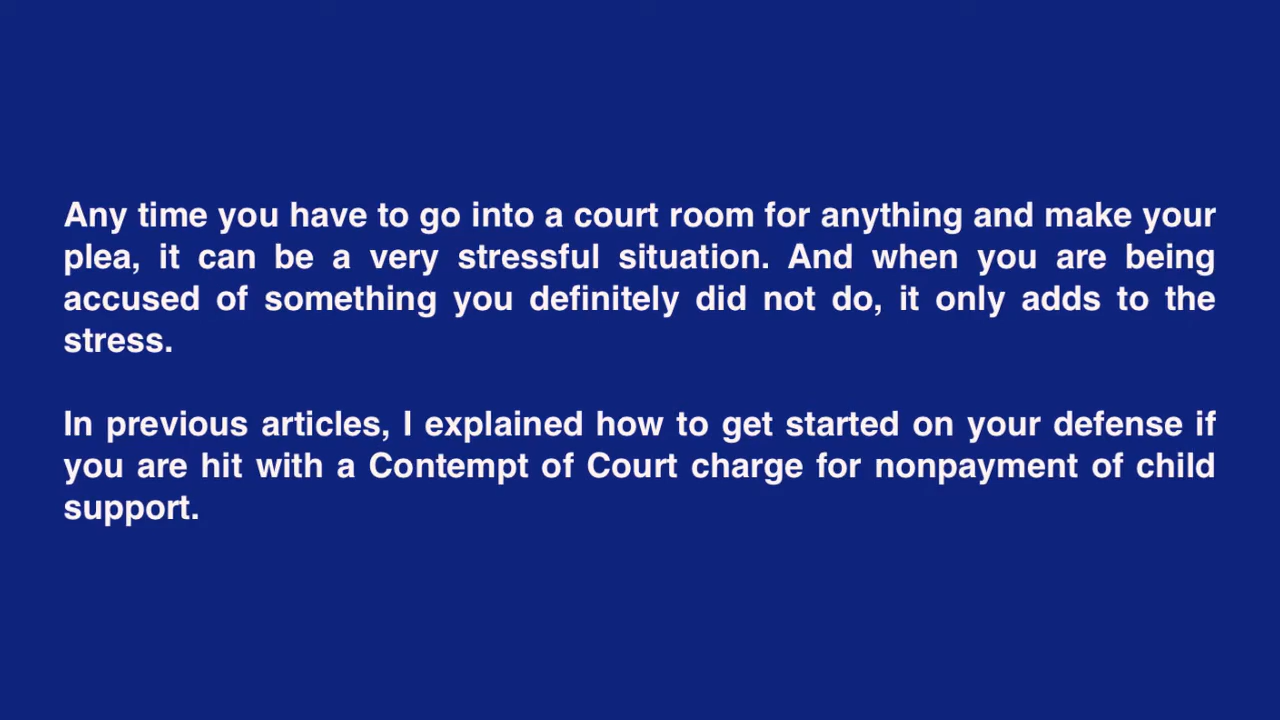 Any time you have to go into a court room for anything and make your
plea, it can be a very stressful situation. And when you are being
accused of something you definitely did not do, it only adds to the
stress.
In previous articles, I explained how to get started on your defense if
you are hit with a Contempt of Court charge for nonpayment of child
support.